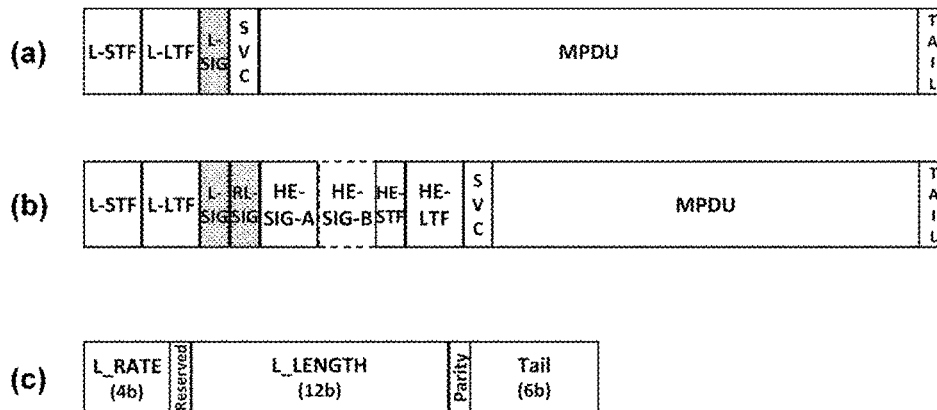 (a)
L-STF
L-LTF
L-
SIG
S
V
C
MPDU
T
A
I
L
(b)
L-STF
L-LTF
L-
SIG
RL-
SIG
HE-
SIG-A
HE-
SIG-B
HE-
STF
HE-
LTF
S
V
C
MPDU
T
A
I
L
(c)
L_RATE
(4b)
Reserved
L_LENGTH
(12b)
Parity
Tail
(6b)